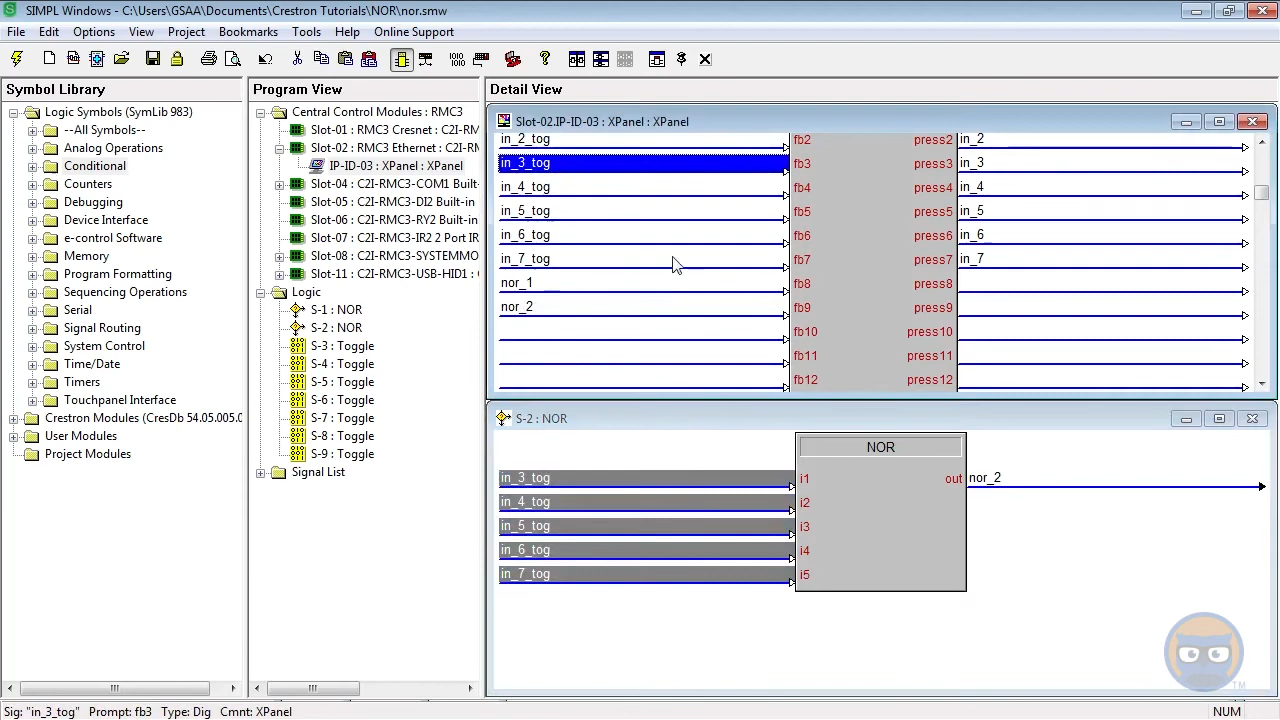 SIMPL Windows - C:\Users\GSAA\Documents\Crestron Tutorials\NOR\nor.smw
File Edit Options View Project Bookmarks Tools Help Online Support
Symbol Library
Logic Symbols (SymLib 983)
--All Symbols--
Analog Operations
Conditional
Counters
Debugging
Device Interface
e-control Software
Memory
Program Formatting
Sequencing Operations
Serial
Signal Routing
System Control
Time/Date
Timers
Touchpanel Interface
Crestron Modules (CresDb 54.05.005.0
User Modules
Project Modules
Program View
Central Control Modules : RMC3
Slot-01 : RMC3 Cresnet : C2I-RM
Slot-02 : RMC3 Ethernet : C2I-R
IP-ID-03 : XPanel : XPanel
Slot-04 : C2I-RMC3-COM1 Built-
Slot-05 : C2I-RMC3-DI2 Built-in
Slot-06 : C2I-RMC3-RY2 Built-in
Slot-07 : C2I-RMC3-IR2 2 Port IR
Slot-08 : C2I-RMC3-SYSTEMMO
Slot-11 : C2I-RMC3-USB-HID1 : C
Logic
S-1 : NOR
S-2 : NOR
S-3 : Toggle
S-4 : Toggle
S-5 : Toggle
S-6 : Toggle
S-7 : Toggle
S-8 : Toggle
S-9 : Toggle
Signal List
Detail View
Slot-02.IP-ID-03 : XPanel : XPanel
in_2_tog fb2 press2 in_2
in_3_tog fb3 press3 in_3
in_4_tog fb4 press4 in_4
in_5_tog fb5 press5 in_5
in_6_tog fb6 press6 in_6
in_7_tog fb7 press7 in_7
nor_1 fb8 press8
nor_2 fb9 press9
fb10 press10
fb11 press11
fb12 press12
S-2 : NOR
NOR
in_3_tog i1 out nor_2
in_4_tog i2
in_5_tog i3
in_6_tog i4
in_7_tog i5
TM
Sig: "in_3_tog" Prompt: fb3 Type: Dig Cmnt: XPanel
NUM